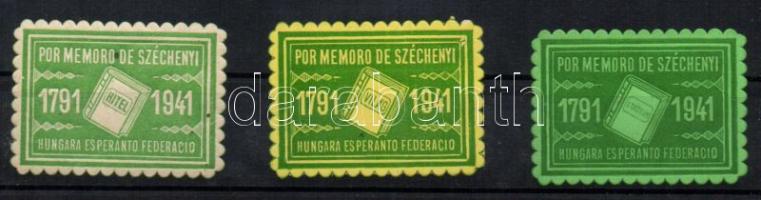 POR MEMORO DE SZÉCHENYI
1791 HITEL 1941
HUNGARA ESPERANTO FEDERACIO
POR MEMORO DE SZÉCHENYI
1791 VILÁG 1941
HUNGARA ESPERANTO FEDERACIO
POR MEMORO DE SZÉCHENYI
1791 1941
HUNGARA ESPERANTO FEDERACIO
darabanth